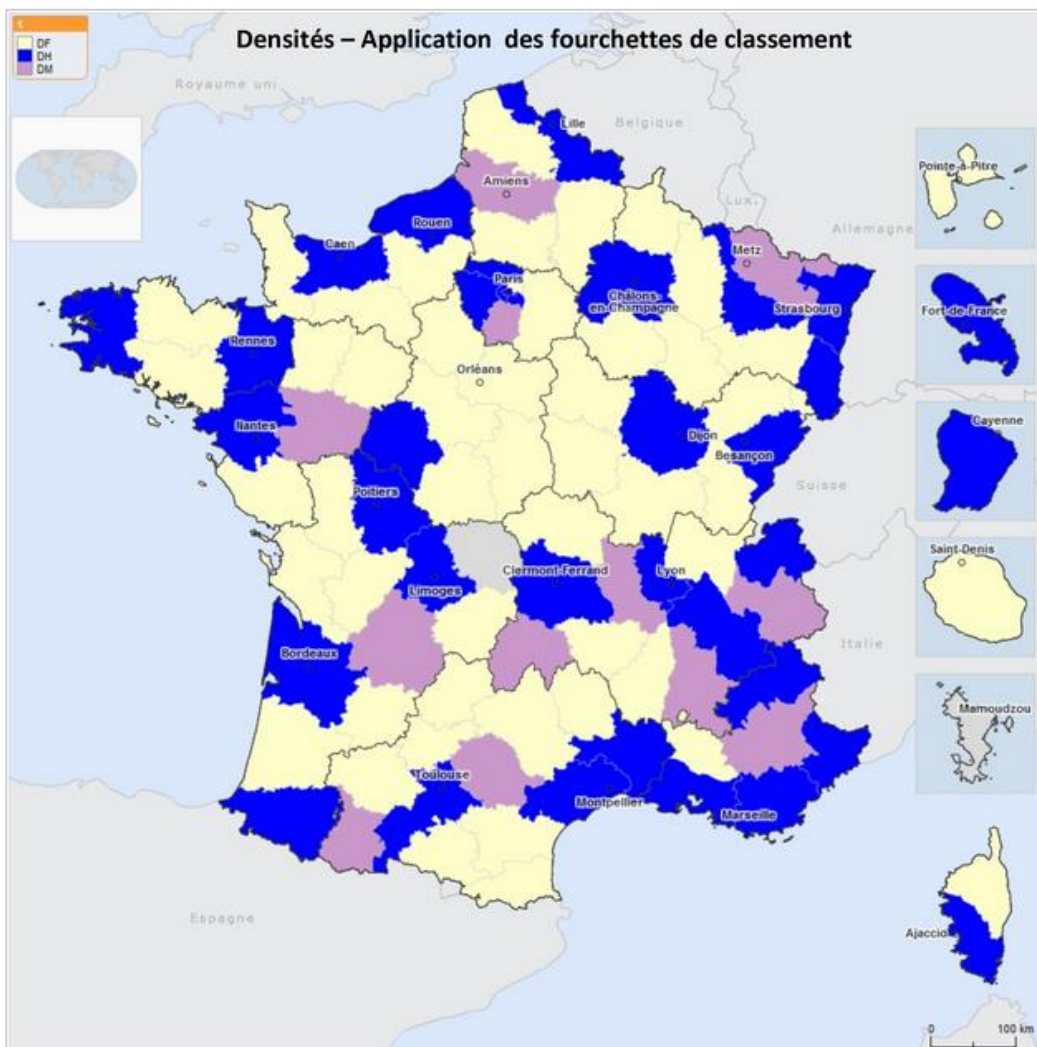 Densités – Application des fourchettes de classement
DF
DH
DM
Royaume uni
Belgique
Lille
Amiens
Lux.
Allemagne
Pointe-à-Pitre
Rouen
Caen
Metz
Paris
Châlons-
en-Champagne
Strasbourg
Fort-de-France
Rennes
Orléans
Nantes
Dijon
Besançon
Cayenne
Poitiers
Suisse
Saint-Denis
Clermont-Ferrand
Lyon
Limoges
Italie
Bordeaux
Mamoudzou
Toulouse
Montpellier
Marseille
Espagne
Ajaccio
0
100 km